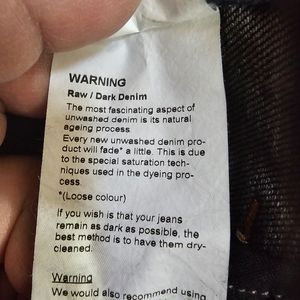 WARNING
Raw / Dark Denim
The most fascinating aspect of
unwashed denim is its natural
ageing process
Every new unwashed denim pro-
duct will fade* a little. This is due
to the special saturation tech-
niques used in the dyeing pro-
cess.
*(Loose colour)
If you wish is that your jeans
remain as dark as possible, the
best method is to have them dry-
cleaned.
Warning
We would also recommend using